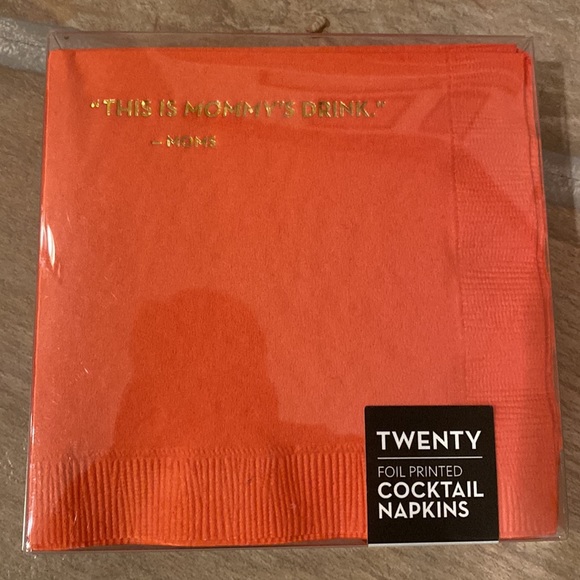 “THIS IS MOMMY'S DRINK.”
– MOMS
TWENTY
FOIL PRINTED
COCKTAIL
NAPKINS